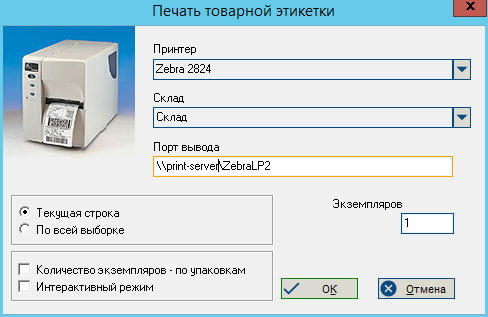 Печать товарной этикетки
x
Принтер
Zebra 2824
Склад
Склад
Порт вывода
\\print-server\ZebraLP2
Текущая строка
По всей выборке
Экземпляров
1
Количество экземпляров - по упаковкам
Интерактивный режим
OK
Отмена